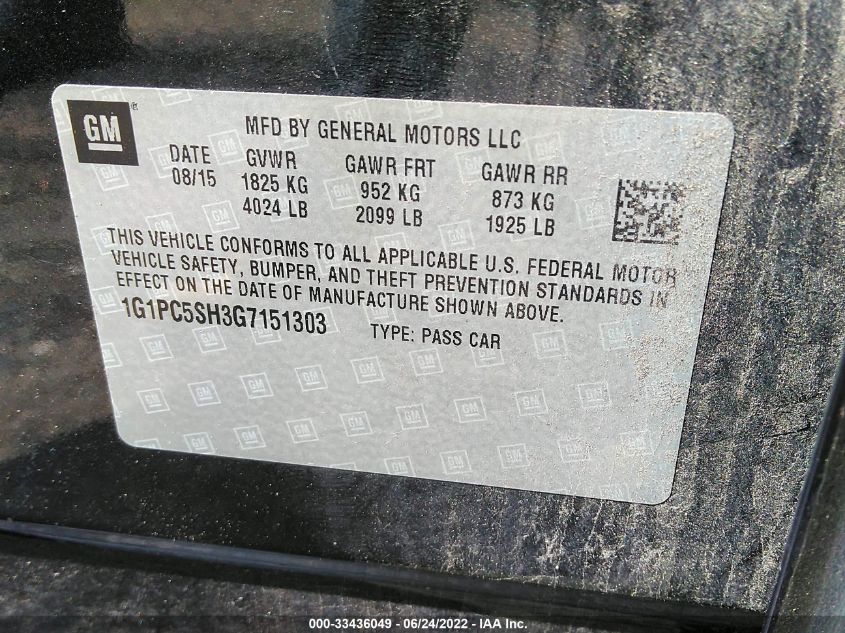 GM
MFD BY GENERAL MOTORS LLC
DATE GVWR GAWR FRT GAWR RR
08/15 1825 KG 952 KG 873 KG
4024 LB 2099 LB 1925 LB
THIS VEHICLE CONFORMS TO ALL APPLICABLE U.S. FEDERAL MOTOR
VEHICLE SAFETY, BUMPER, AND THEFT PREVENTION STANDARDS IN
EFFECT ON THE DATE OF MANUFACTURE SHOWN ABOVE.
1G1PC5SH3G7151303 TYPE: PASS CAR
000-33436049 / 06/24/2022 - IAA Inc.